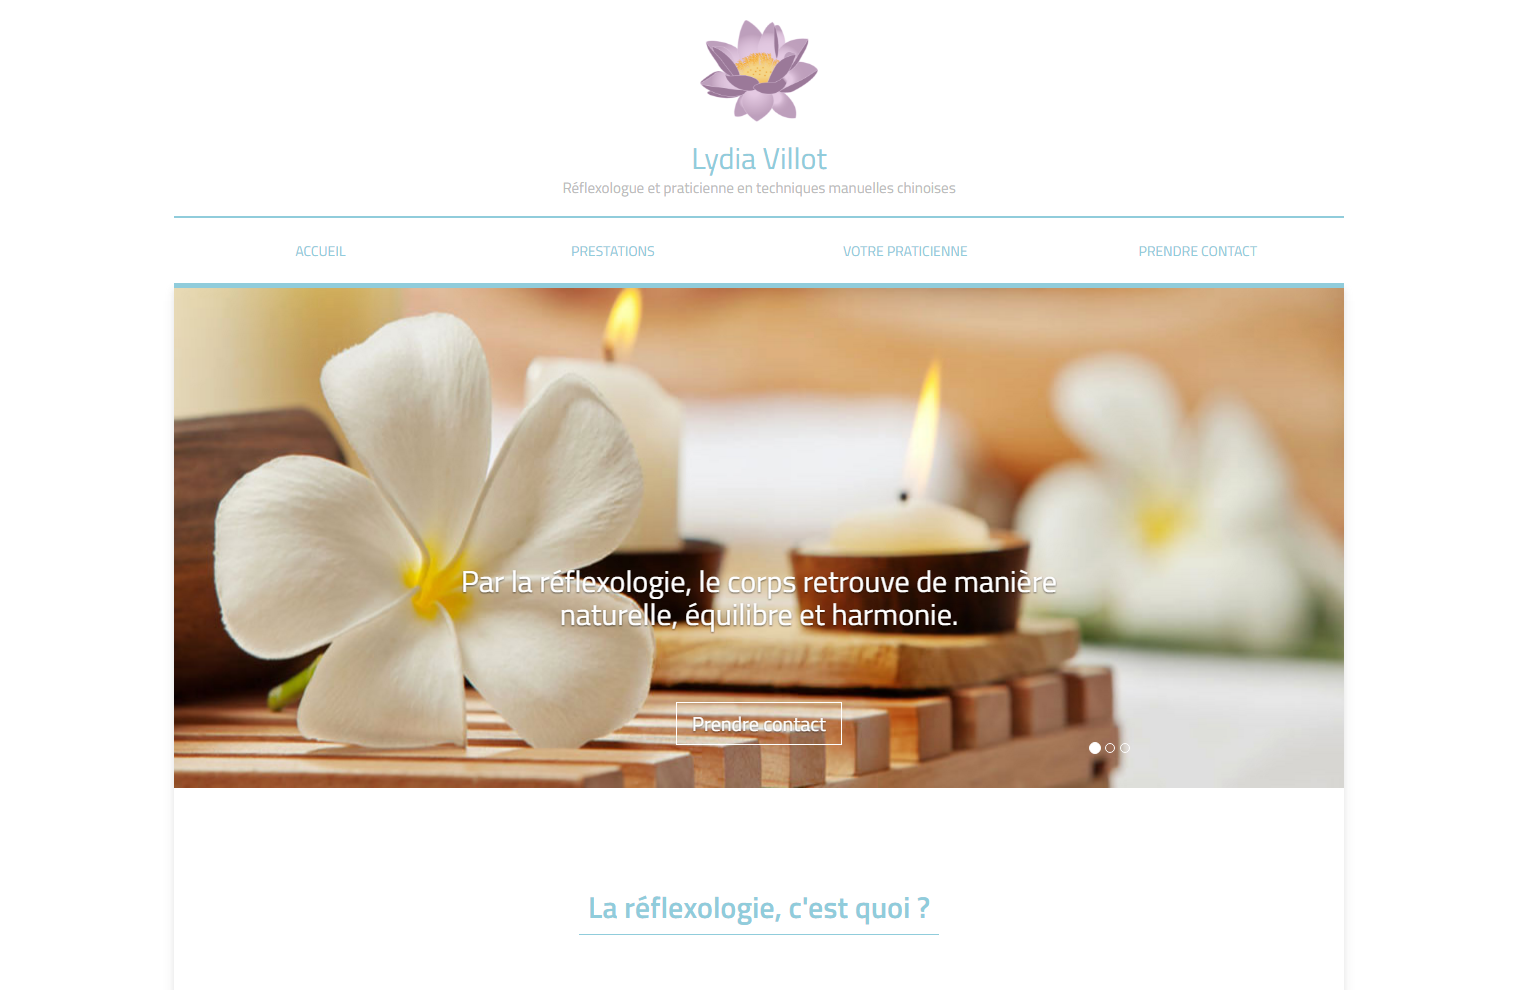 Lydia Villot
Réflexologue et praticienne en techniques manuelles chinoises
ACCUEIL
PRESTATIONS
VOTRE PRATICIENNE
PRENDRE CONTACT
Par la réflexologie, le corps retrouve de manière
naturelle, équilibre et harmonie.
Prendre contact
La réflexologie, c'est quoi ?